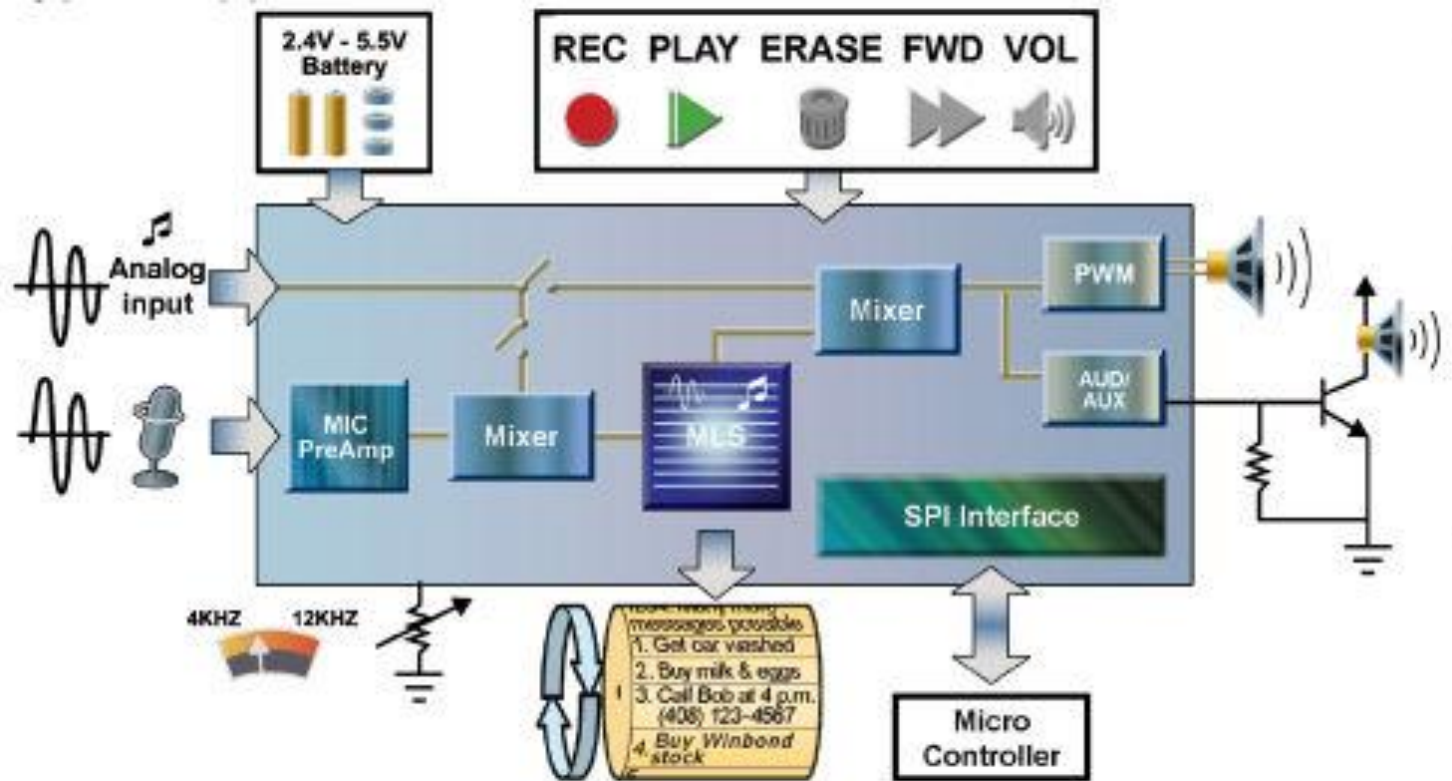 2.4V - 5.5V
Battery
REC PLAY ERASE FWD VOL
Analog
input
PWM
Mixer
AUD/
AUX
MIC
PreAmp
Mixer
MLS
SPI Interface
4KHZ 12KHZ
messages possible
1. Get car washed
2. Buy milk & eggs
3. Call Bob at 4 p.m.
(408) 123-4567
4. Buy Winbond
stock
Micro
Controller